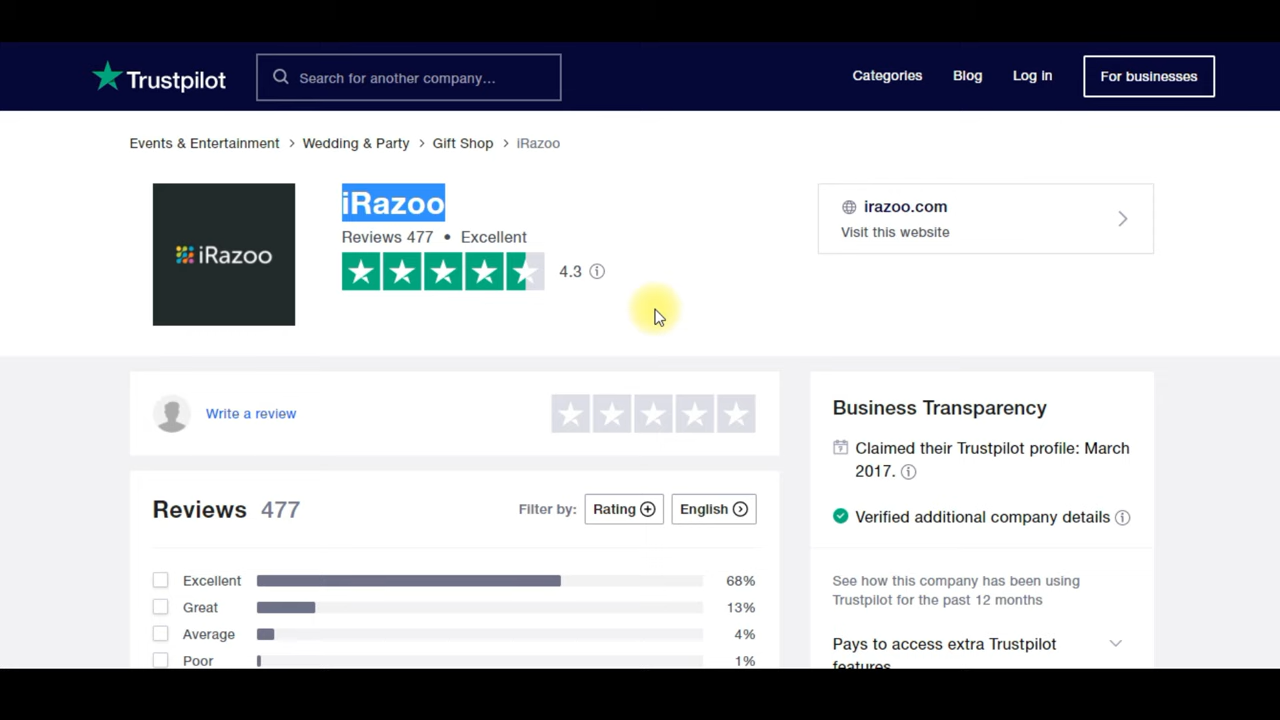 Trustpilot
Search for another company...
Categories
Blog
Log in
For businesses
Events & Entertainment > Wedding & Party > Gift Shop > iRazoo
iRazoo
iRazoo
Reviews 477 • Excellent
4.3
irazoo.com
Visit this website
Write a review
Reviews 477
Filter by:
Rating
English
Excellent 68%
Great 13%
Average 4%
Poor 1%
Business Transparency
Claimed their Trustpilot profile: March
2017.
Verified additional company details
See how this company has been using
Trustpilot for the past 12 months
Pays to access extra Trustpilot
features